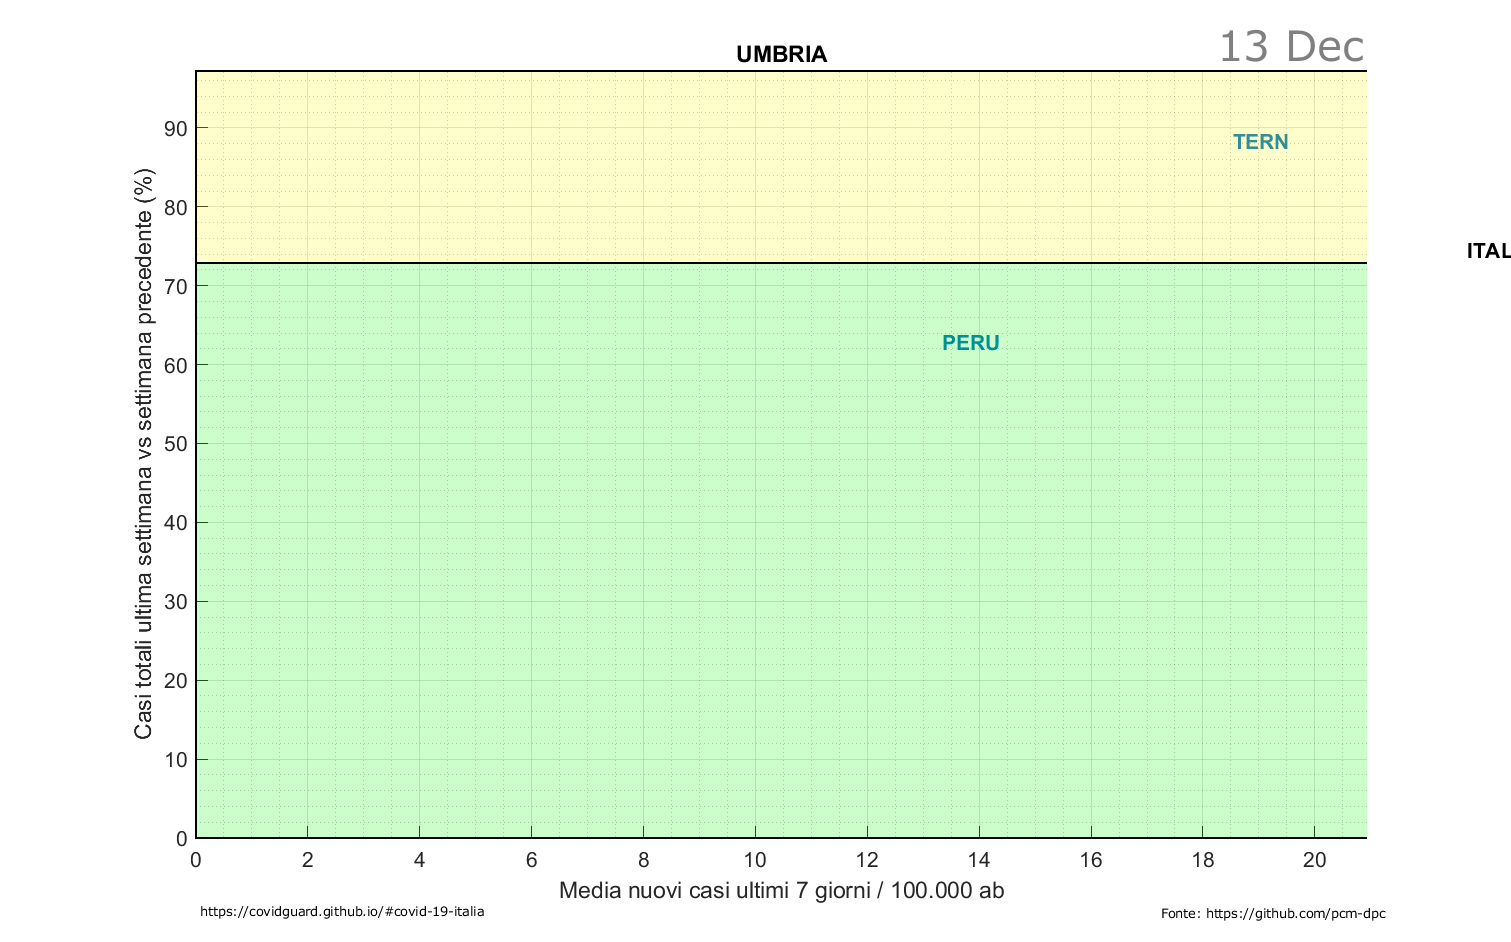 UMBRIA
13 Dec
Casi totali ultima settimana vs settimana precedente (%)
90
80
70
60
50
40
30
20
10
0
TERN
ITAL
PERU
0 2 4 6 8 10 12 14 16 18 20
Media nuovi casi ultimi 7 giorni / 100.000 ab
https://covidguard.github.io/#covid-19-italia
Fonte: https://github.com/pcm-dpc